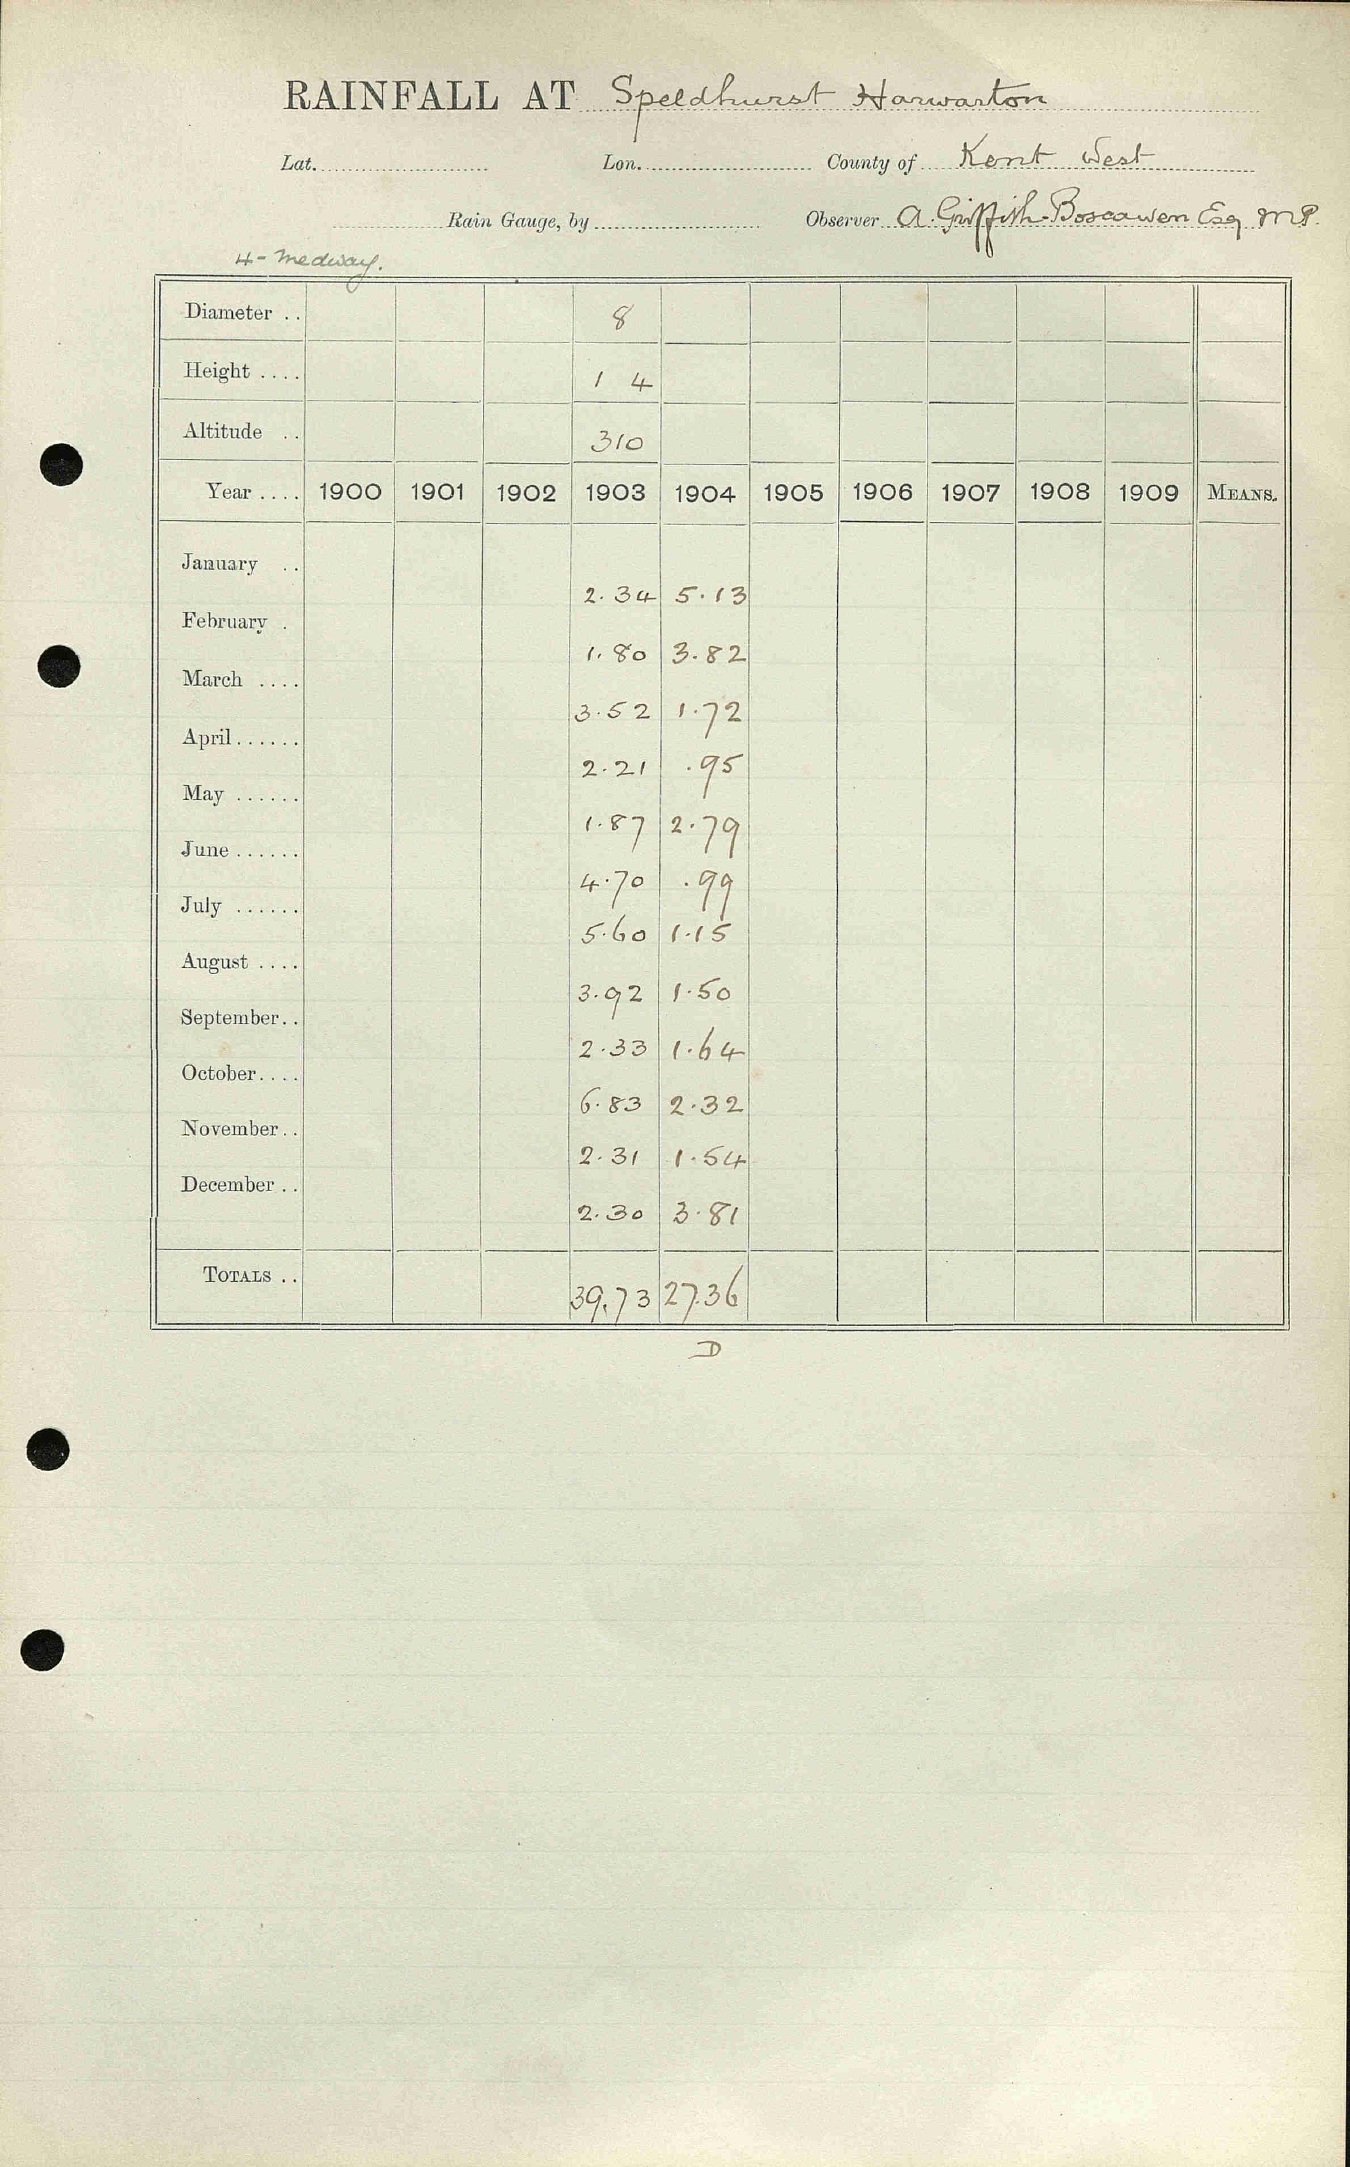 RAINFALL AT Speldhurst Harwarton
Lat. Lon. County of Kent West
Rain Gauge, by Observer A. Griffith-Boscawen Esq MP.
4- Medway.
Diameter .. 8
Height .... 1 4
Altitude .. 310
Year .... 1900 1901 1902 1903 1904 1905 1906 1907 1908 1909 MEANS.
January .. 2.34 5.13
February . 1.80 3.82
March .... 3.52 1.72
April...... 2.21 .95
May ...... 1.87 2.79
June...... 4.70 .99
July ...... 5.60 1.15
August .... 3.92 1.50
September.. 2.33 1.64
October.... 6.83 2.32
November.. 2.31 1.54
December .. 2.30 3.81
TOTALS .. 39.73 27.36
D